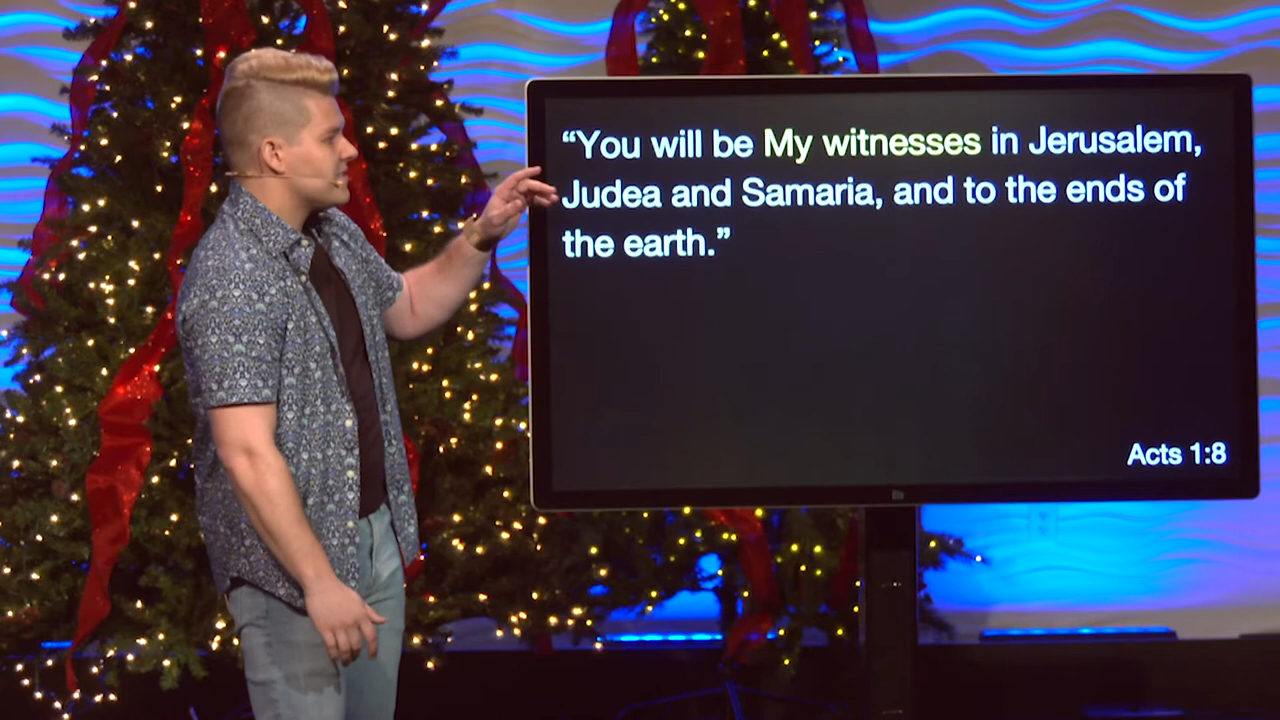 “You will be My witnesses in Jerusalem,
Judea and Samaria, and to the ends of
the earth.”
Acts 1:8